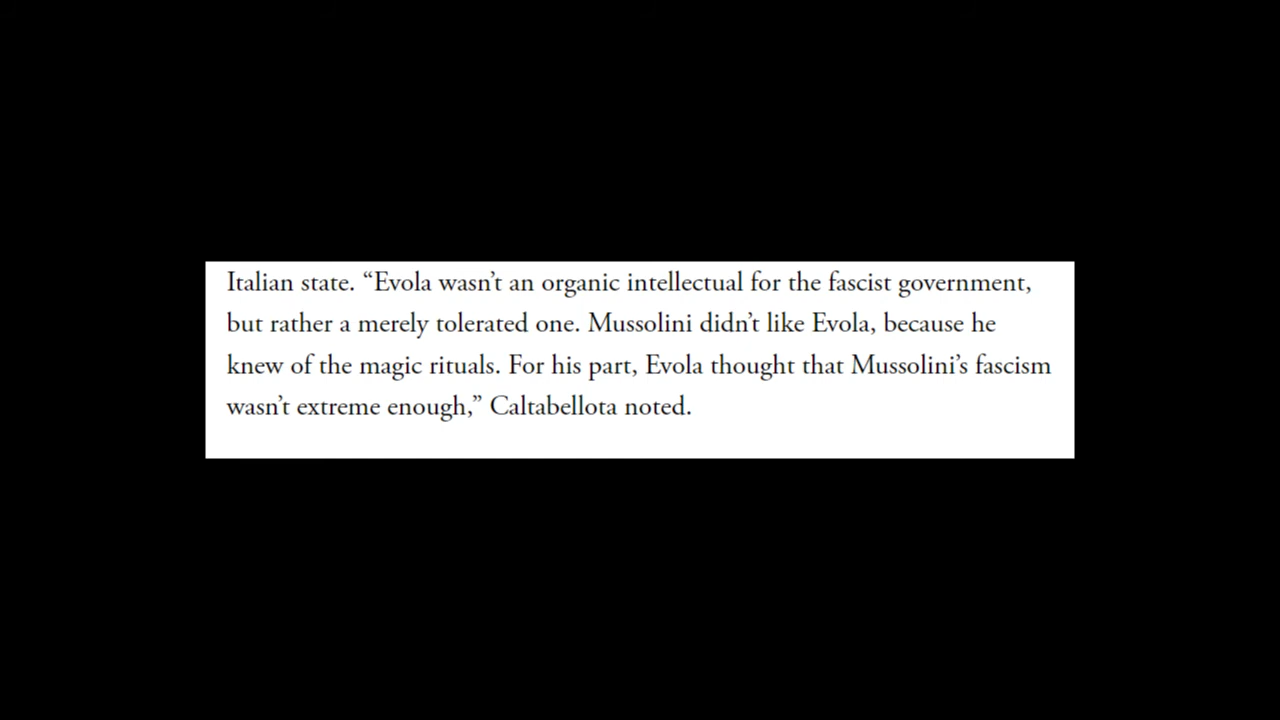 Italian state. “Evola wasn’t an organic intellectual for the fascist government,
but rather a merely tolerated one. Mussolini didn’t like Evola, because he
knew of the magic rituals. For his part, Evola thought that Mussolini’s fascism
wasn’t extreme enough,” Caltabellota noted.